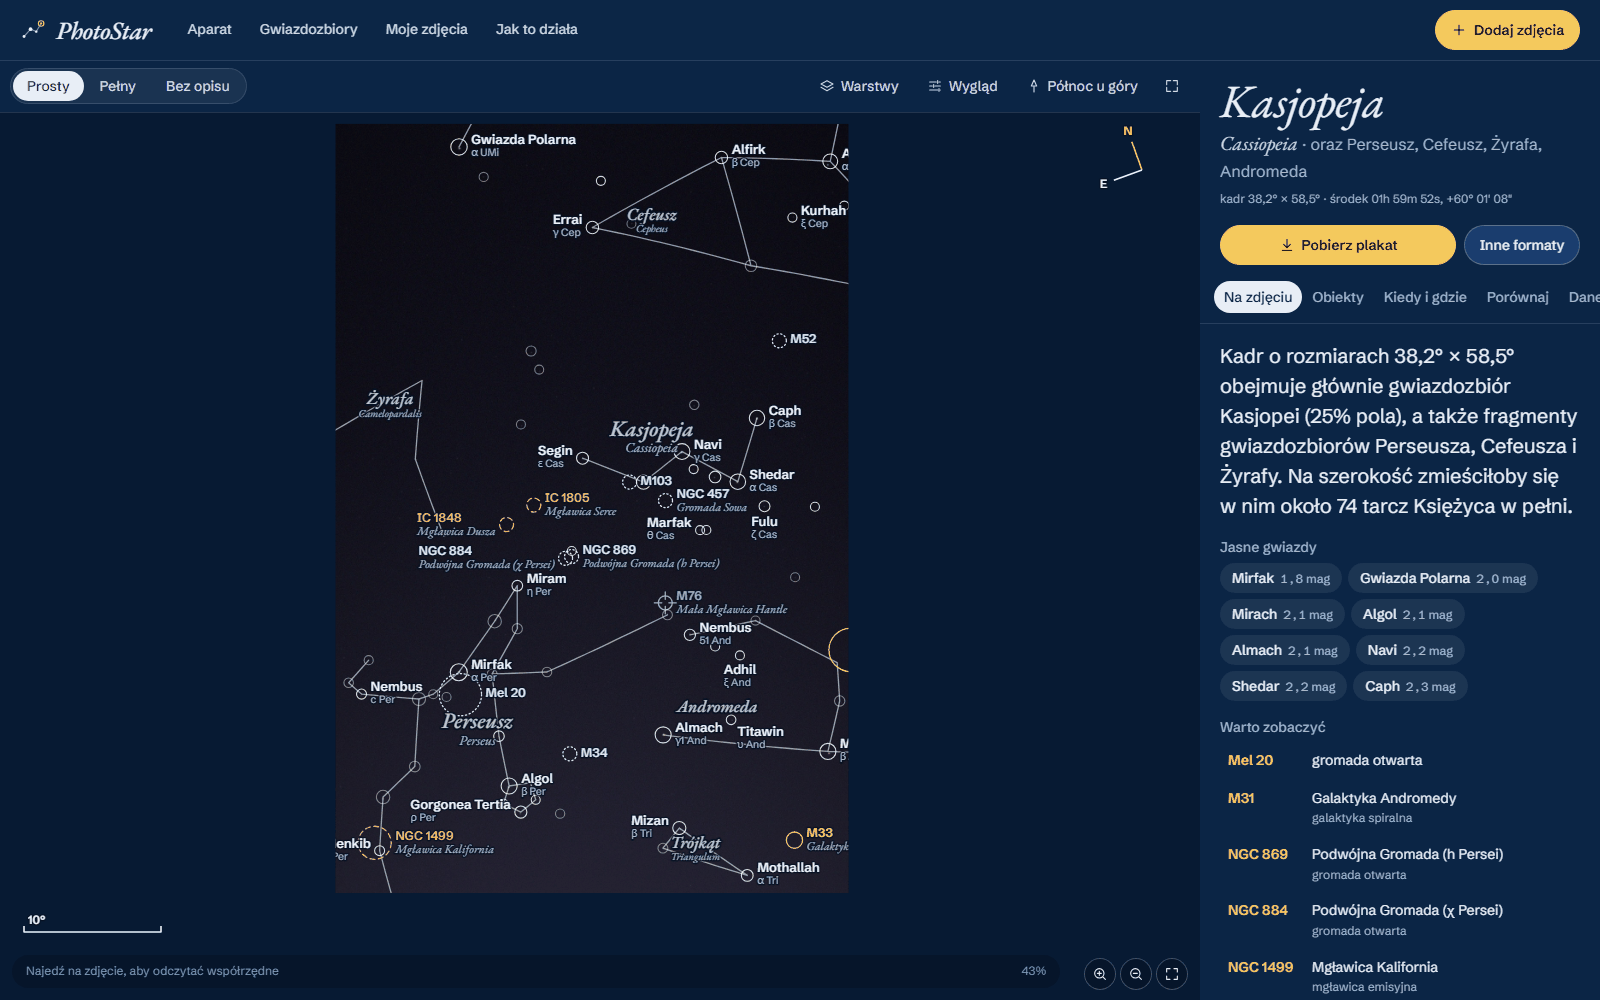 PhotoStar
Aparat
Gwiazdozbiory
Moje zdjęcia
Jak to działa
Dodaj zdjęcia
Prosty
Pełny
Bez opisu
Warstwy
Wygląd
Północ u góry
N
E
Gwiazda Polarna
α UMi
Alfirk
β Cep
A
α
Errai
γ Cep
Cefeusz
Cepheus
Kurhah
ξ Cep
M52
Żyrafa
Camelopardalis
Kasjopeja
Cassiopeia
Caph
β Cas
Navi
γ Cas
Segin
ε Cas
M103
Shedar
α Cas
NGC 457
Gromada Sowa
IC 1805
Mgławica Serce
IC 1848
Mgławica Dusza
Marfak
θ Cas
Fulu
ζ Cas
NGC 884
Podwójna Gromada (χ Persei)
NGC 869
Podwójna Gromada (h Persei)
Miram
η Per
M76
Mała Mgławica Hantle
Nembus
51 And
Adhil
ξ And
Mirfak
α Per
Nembus
c Per
Mel 20
Perseusz
Perseus
Andromeda
Almach
γ1 And
Titawin
υ And
M
β
M34
Algol
β Per
Gorgonea Tertia
ρ Per
enkib
Per
NGC 1499
Mgławica Kalifornia
Mizan
β Tri
Trójkąt
Triangulum
M33
Galaktyk
Mothallah
α Tri
10°
Najedź na zdjęcie, aby odczytać współrzędne
43%
Kasjopeja
Cassiopeia · oraz Perseusz, Cefeusz, Żyrafa,
Andromeda
kadr 38,2° × 58,5° · środek 01h 59m 52s, +60° 01' 08"
Pobierz plakat
Inne formaty
Na zdjęciu
Obiekty
Kiedy i gdzie
Porównaj
Dane
Kadr o rozmiarach 38,2° × 58,5°
obejmuje głównie gwiazdozbiór
Kasjopei (25% pola), a także fragmenty
gwiazdozbiorów Perseusza, Cefeusza i
Żyrafy. Na szerokość zmieściłoby się
w nim około 74 tarcz Księżyca w pełni.
Jasne gwiazdy
Mirfak 1,8 mag
Gwiazda Polarna 2,0 mag
Mirach 2,1 mag
Algol 2,1 mag
Almach 2,1 mag
Navi 2,2 mag
Shedar 2,2 mag
Caph 2,3 mag
Warto zobaczyć
Mel 20
gromada otwarta
M31
Galaktyka Andromedy
galaktyka spiralna
NGC 869
Podwójna Gromada (h Persei)
gromada otwarta
NGC 884
Podwójna Gromada (χ Persei)
gromada otwarta
NGC 1499
Mgławica Kalifornia
mgławica emisyjna